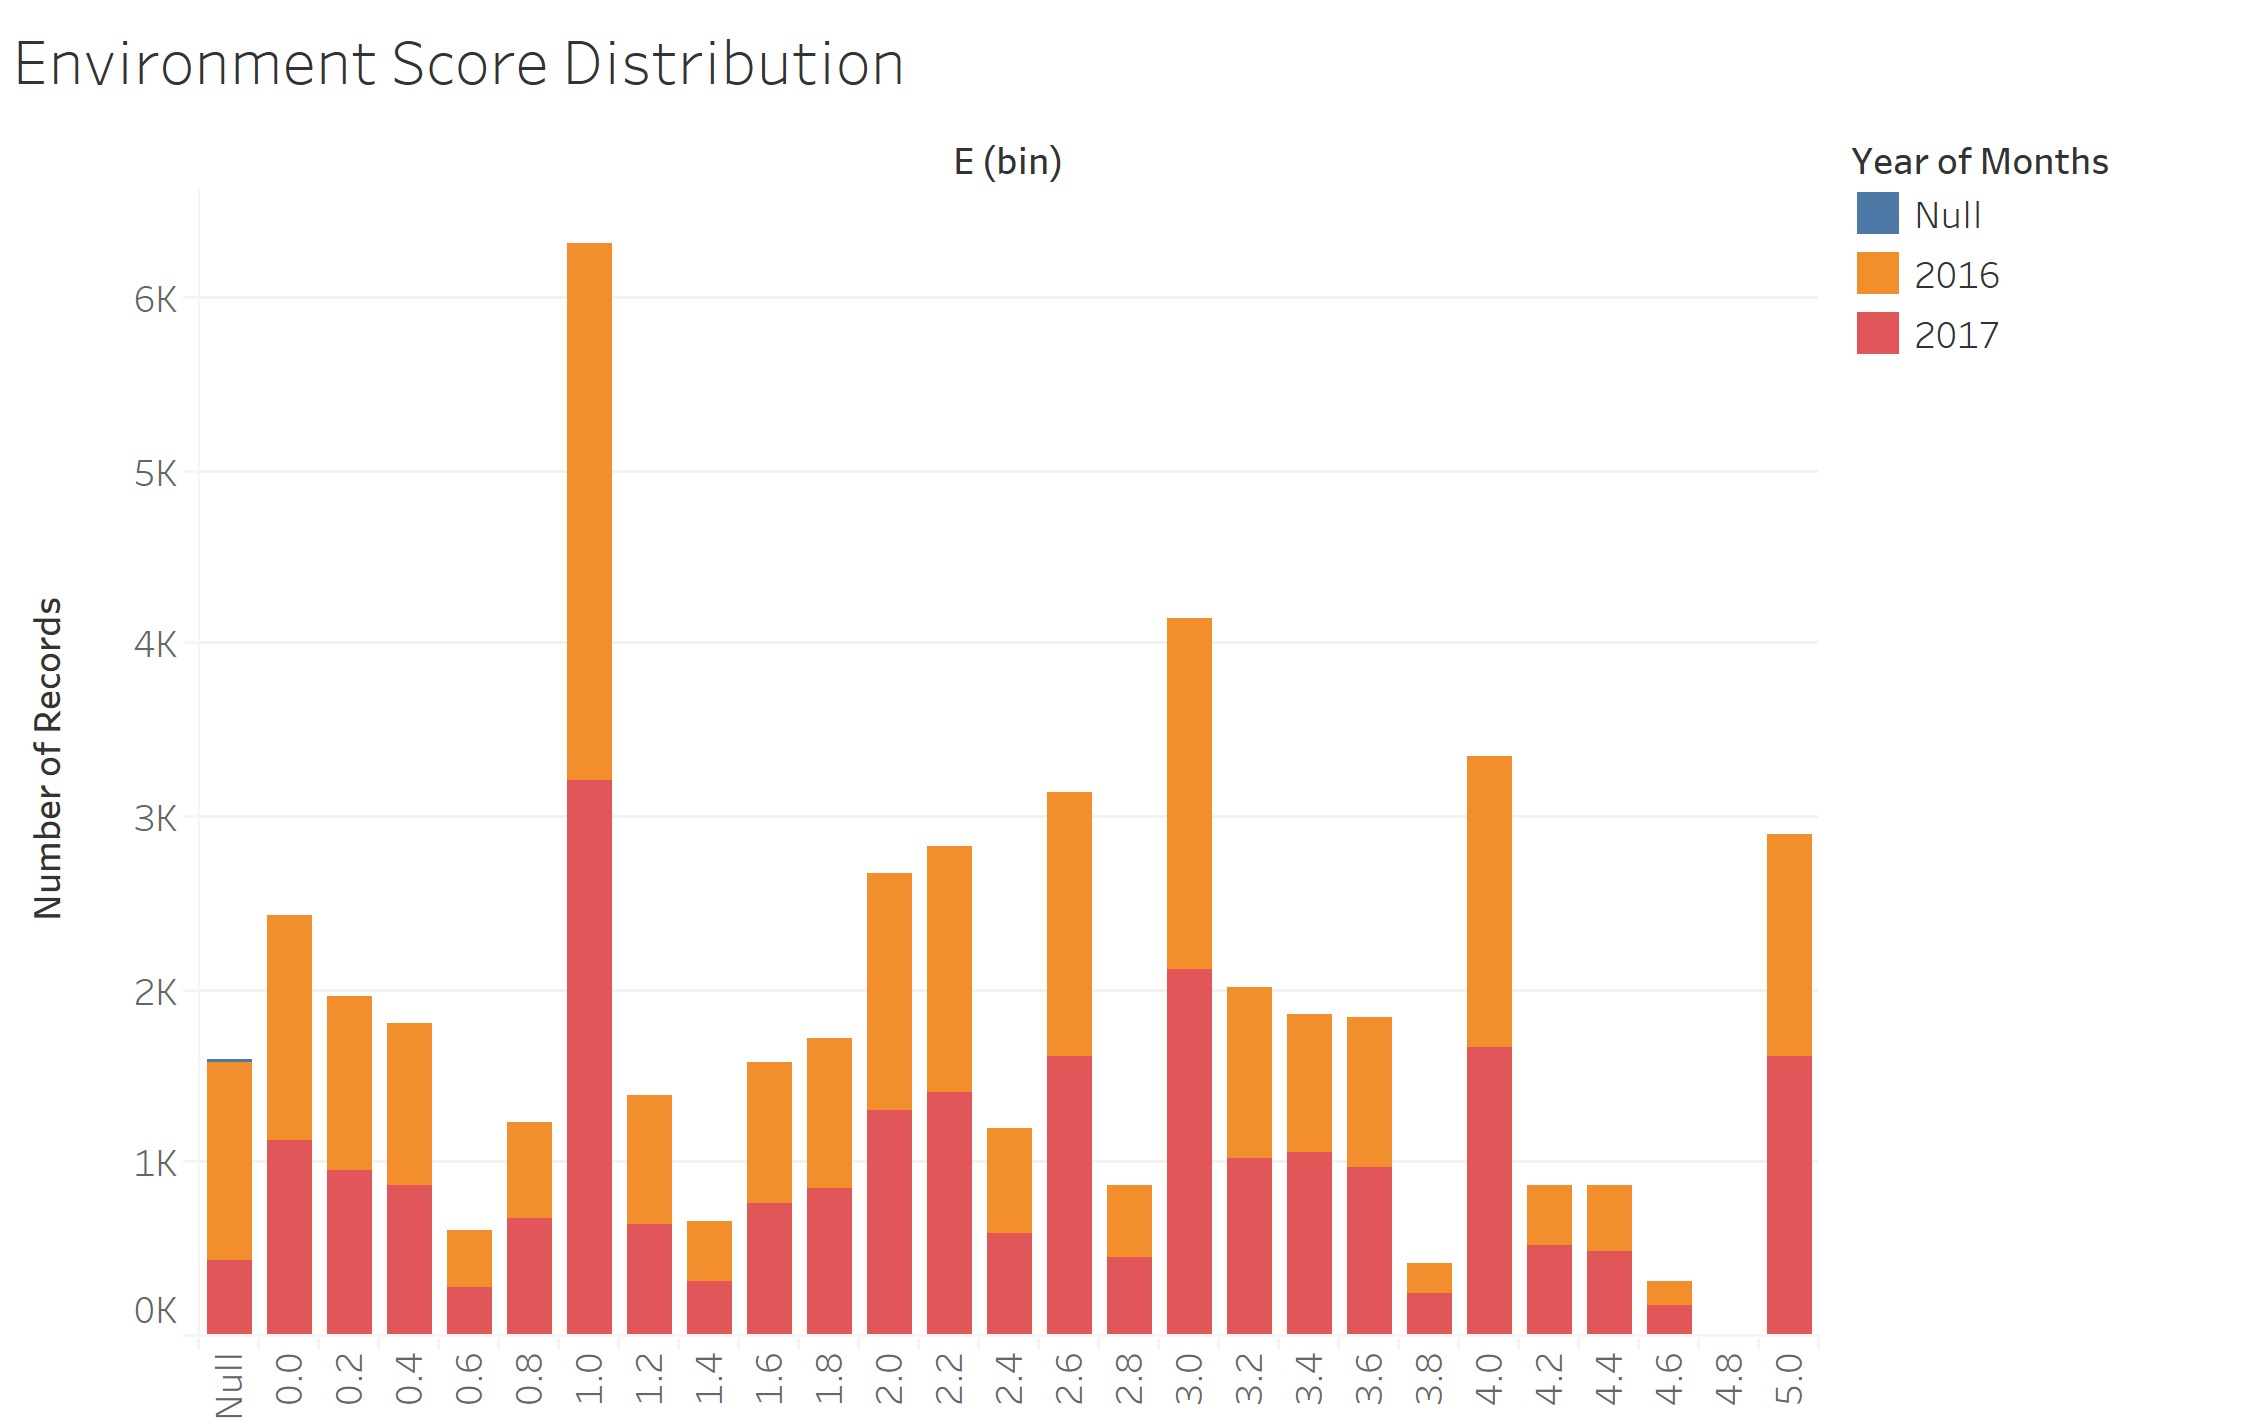 Environment Score Distribution
E (bin)
Year of Months
Null
2016
2017
Number of Records
6K
5K
4K
3K
2K
1K
0K
Null
0.0
0.2
0.4
0.6
0.8
1.0
1.2
1.4
1.6
1.8
2.0
2.2
2.4
2.6
2.8
3.0
3.2
3.4
3.6
3.8
4.0
4.2
4.4
4.6
4.8
5.0